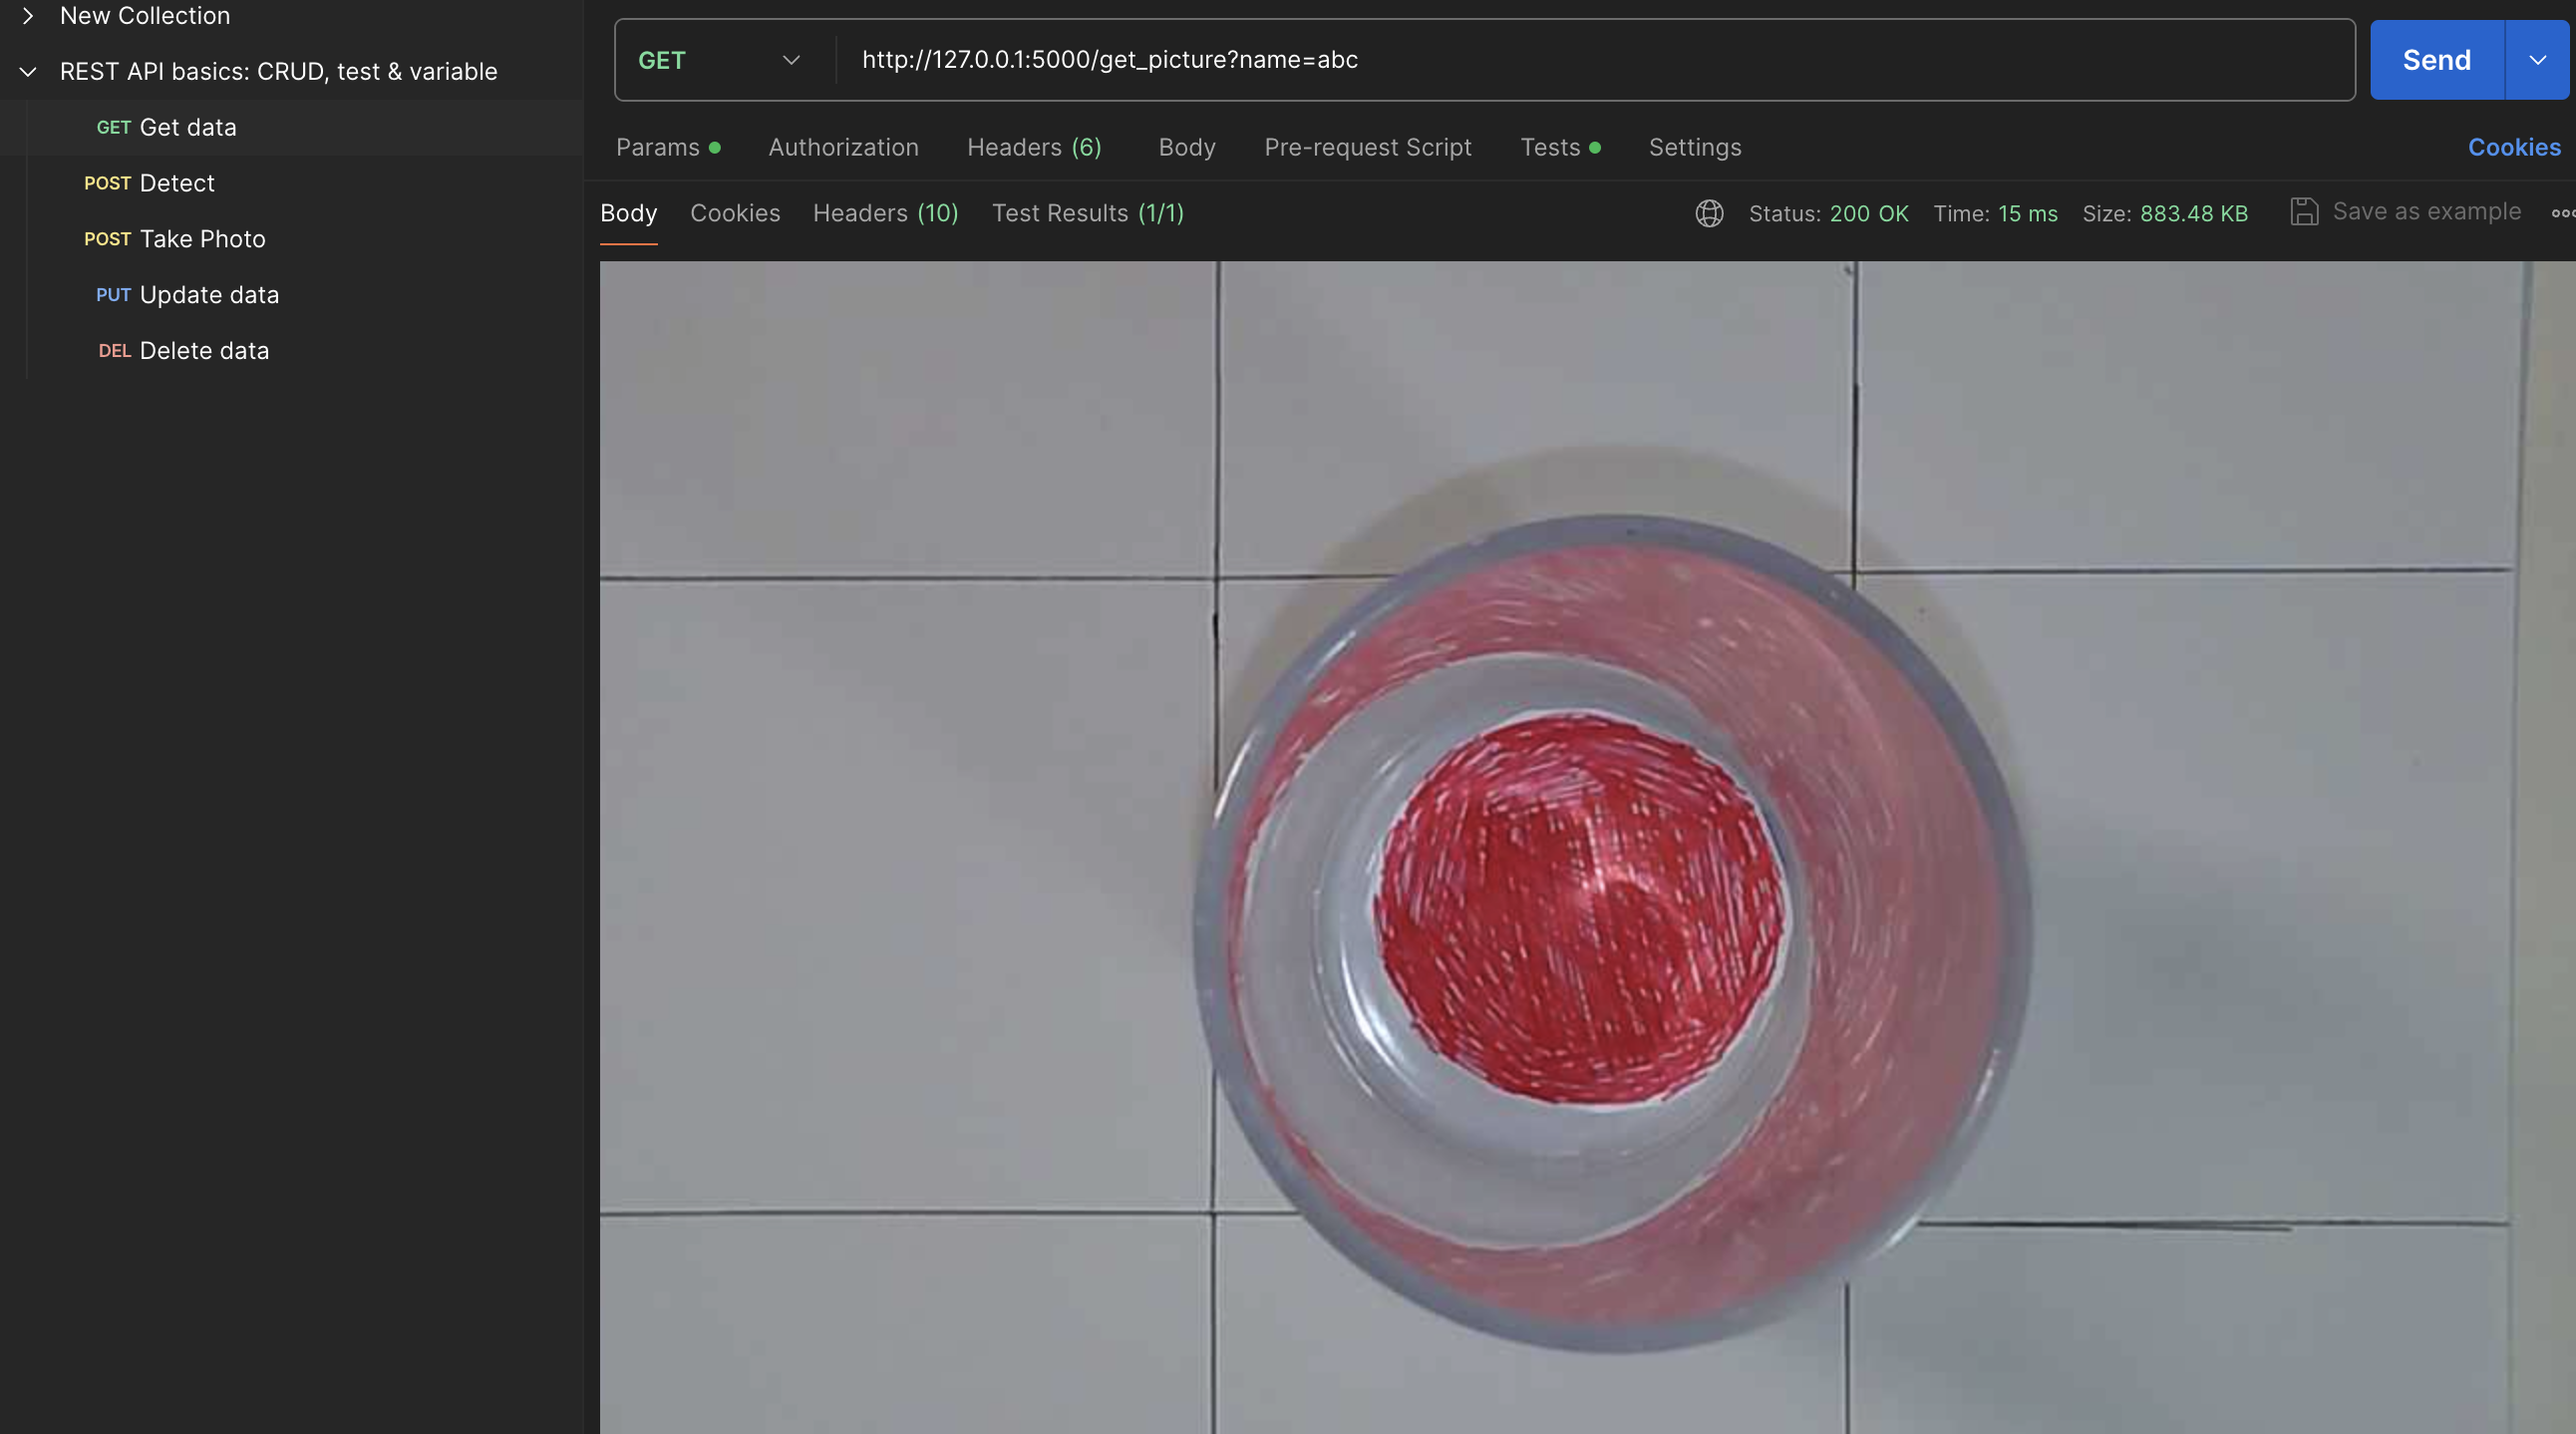 New Collection
REST API basics: CRUD, test & variable
GET Get data
POST Detect
POST Take Photo
PUT Update data
DEL Delete data
GET http://127.0.0.1:5000/get_picture?name=abc Send
Params Authorization Headers (6) Body Pre-request Script Tests Settings Cookies
Body Cookies Headers (10) Test Results (1/1) Status: 200 OK Time: 15 ms Size: 883.48 KB Save as example